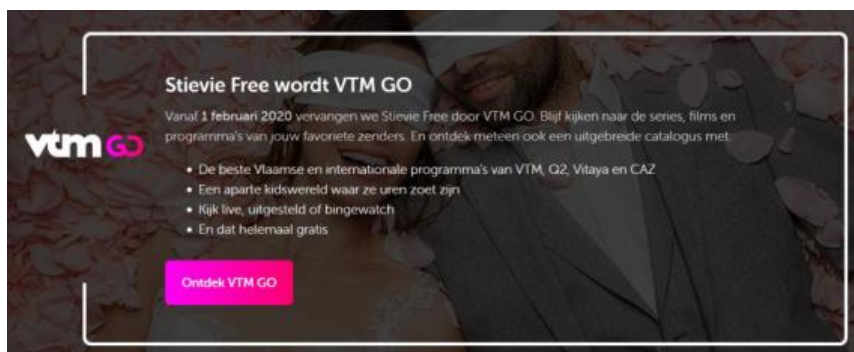 Stievie Free wordt VTM GO
Vanaf 1 februari 2020 vervangen we Stievie Free door VTM GO. Blijf kijken naar de series, films en
programma's van jouw favoriete zenders. En ontdek meteen ook een uitgebreide catalogus met:
vtm GO
• De beste Vlaamse en internationale programma's van VTM, Q2, Vitaya en CAZ
• Een aparte kidswereld waar ze uren zoet zijn
• Kijk live, uitgesteld of bingewatch
• En dat helemaal gratis
Ontdek VTM GO